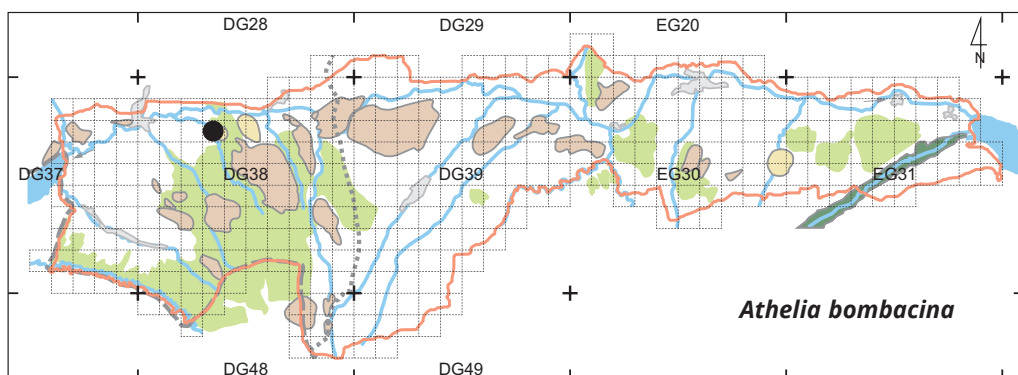 DG28 DG29 EG20
N
DG37 DG38 DG39 EG30 EG31
Athelia bombacina
DG48 DG49